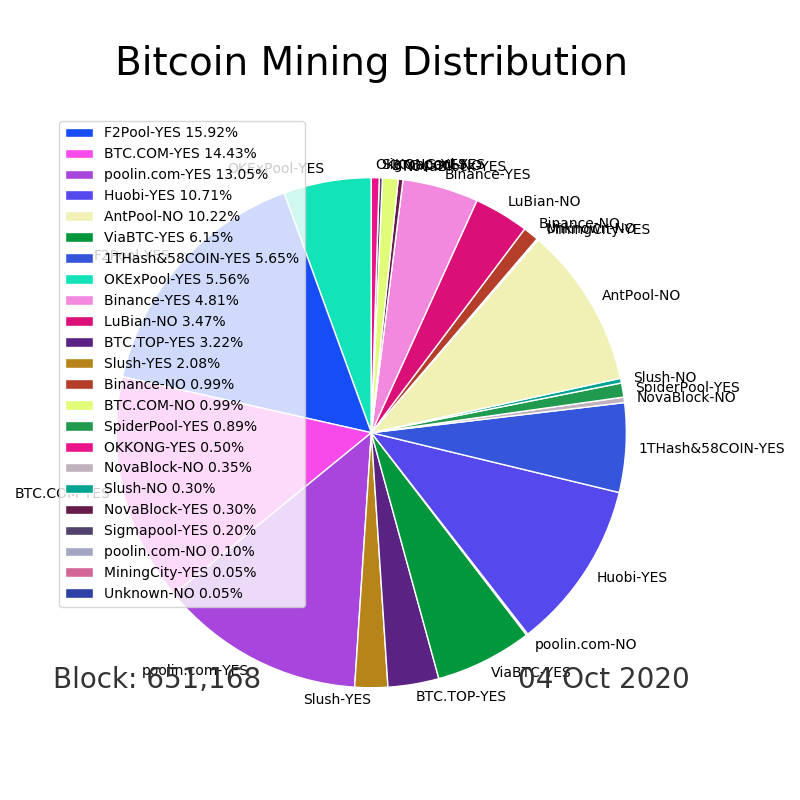 Bitcoin Mining Distribution
F2Pool-YES 15.92%
BTC.COM-YES 14.43%
poolin.com-YES 13.05%
Huobi-YES 10.71%
AntPool-NO 10.22%
ViaBTC-YES 6.15%
1THash&58COIN-YES 5.65%
OKExPool-YES 5.56%
Binance-YES 4.81%
LuBian-NO 3.47%
BTC.TOP-YES 3.22%
Slush-YES 2.08%
Binance-NO 0.99%
BTC.COM-NO 0.99%
SpiderPool-YES 0.89%
OKKONG-YES 0.50%
NovaBlock-NO 0.35%
Slush-NO 0.30%
NovaBlock-YES 0.30%
Sigmapool-YES 0.20%
poolin.com-NO 0.10%
MiningCity-YES 0.05%
Unknown-NO 0.05%
OKExPool-YES
F2Pool-YES
BTC.COM-YES
poolin.com-YES
Slush-YES
BTC.TOP-YES
ViaBTC-YES
poolin.com-NO
Huobi-YES
1THash&58COIN-YES
NovaBlock-NO
SpiderPool-YES
Slush-NO
AntPool-NO
MiningCity-YES
Binance-NO
LuBian-NO
Binance-YES
Block: 651,168
04 Oct 2020